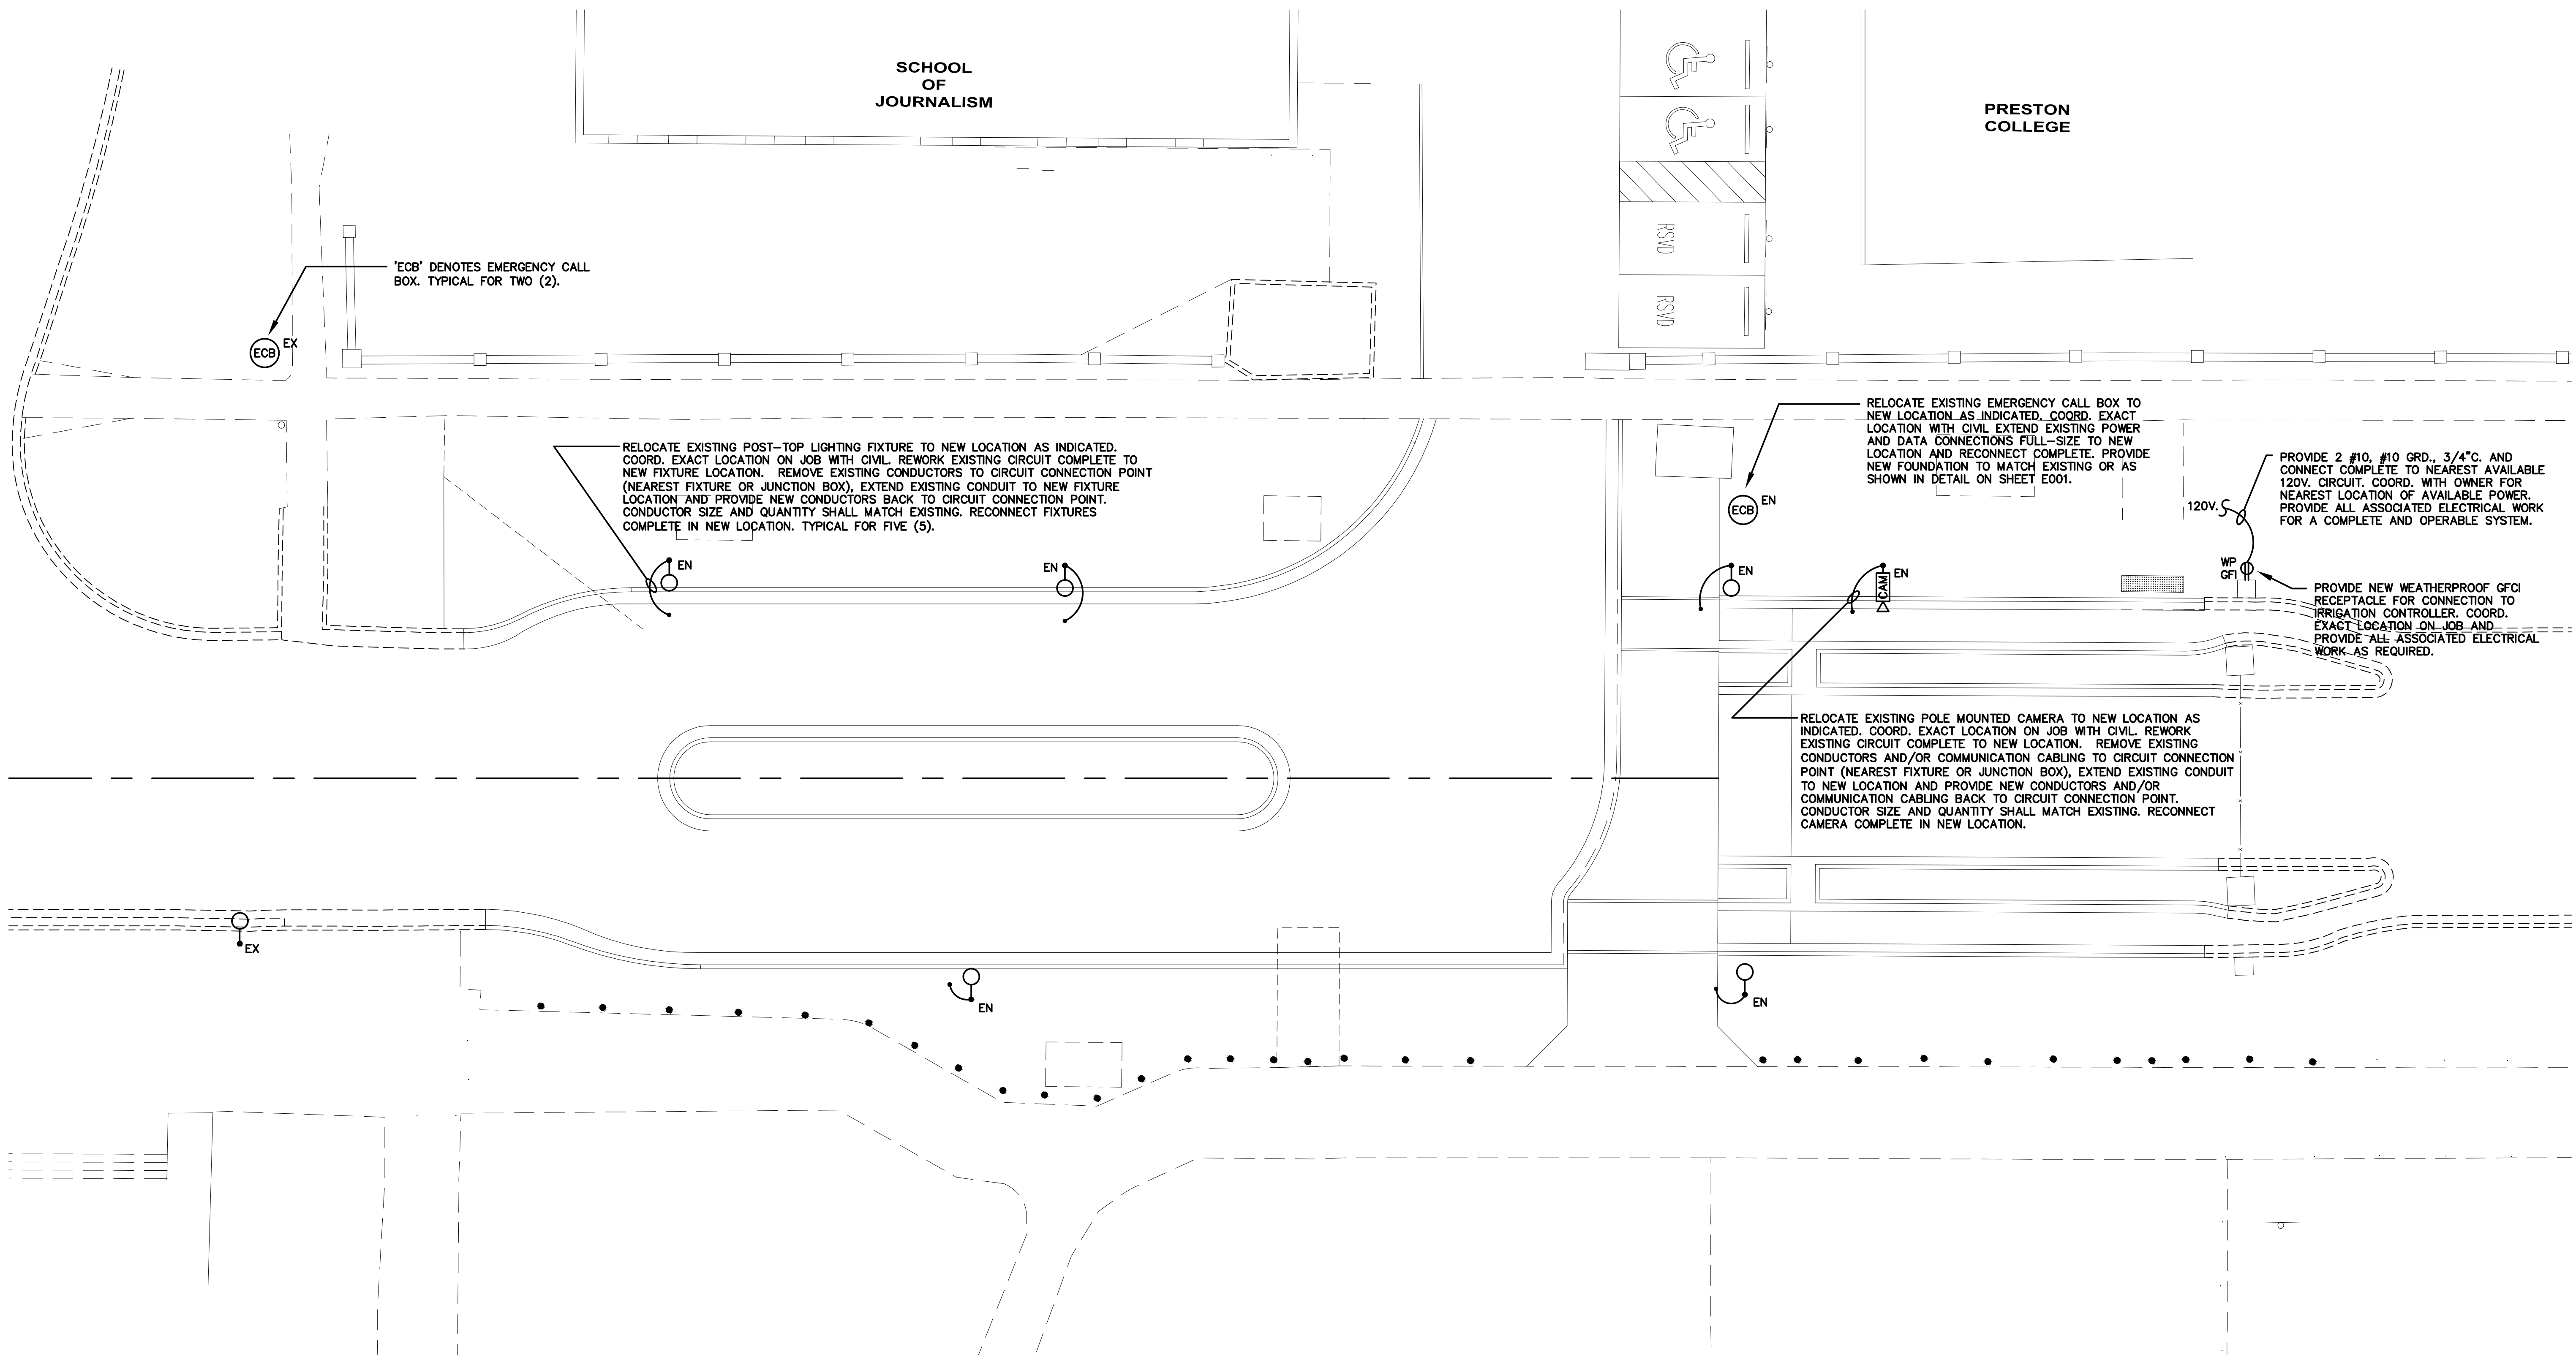 SCHOOL
OF
JOURNALISM
PRESTON
COLLEGE
RSVD
RSVD
'ECB' DENOTES EMERGENCY CALL
BOX. TYPICAL FOR TWO (2).
ECB
EX
RELOCATE EXISTING POST-TOP LIGHTING FIXTURE TO NEW LOCATION AS INDICATED.
COORD. EXACT LOCATION ON JOB WITH CIVIL. REWORK EXISTING CIRCUIT COMPLETE TO
NEW FIXTURE LOCATION. REMOVE EXISTING CONDUCTORS TO CIRCUIT CONNECTION POINT
(NEAREST FIXTURE OR JUNCTION BOX), EXTEND EXISTING CONDUIT TO NEW FIXTURE
LOCATION AND PROVIDE NEW CONDUCTORS BACK TO CIRCUIT CONNECTION POINT.
CONDUCTOR SIZE AND QUANTITY SHALL MATCH EXISTING. RECONNECT FIXTURES
COMPLETE IN NEW LOCATION. TYPICAL FOR FIVE (5).
EN
EN
RELOCATE EXISTING EMERGENCY CALL BOX TO
NEW LOCATION AS INDICATED. COORD. EXACT
LOCATION WITH CIVIL EXTEND EXISTING POWER
AND DATA CONNECTIONS FULL-SIZE TO NEW
LOCATION AND RECONNECT COMPLETE. PROVIDE
NEW FOUNDATION TO MATCH EXISTING OR AS
SHOWN IN DETAIL ON SHEET E001.
ECB
EN
PROVIDE 2 #10, #10 GRD., 3/4"C. AND
CONNECT COMPLETE TO NEAREST AVAILABLE
120V. CIRCUIT. COORD. WITH OWNER FOR
NEAREST LOCATION OF AVAILABLE POWER.
PROVIDE ALL ASSOCIATED ELECTRICAL WORK
FOR A COMPLETE AND OPERABLE SYSTEM.
120V.
EN
CAM
EN
WP
GFI
PROVIDE NEW WEATHERPROOF GFCI
RECEPTACLE FOR CONNECTION TO
IRRIGATION CONTROLLER. COORD.
EXACT LOCATION ON JOB AND
PROVIDE ALL ASSOCIATED ELECTRICAL
WORK AS REQUIRED.
RELOCATE EXISTING POLE MOUNTED CAMERA TO NEW LOCATION AS
INDICATED. COORD. EXACT LOCATION ON JOB WITH CIVIL. REWORK
EXISTING CIRCUIT COMPLETE TO NEW LOCATION. REMOVE EXISTING
CONDUCTORS AND/OR COMMUNICATION CABLING TO CIRCUIT CONNECTION
POINT (NEAREST FIXTURE OR JUNCTION BOX), EXTEND EXISTING CONDUIT
TO NEW LOCATION AND PROVIDE NEW CONDUCTORS AND/OR
COMMUNICATION CABLING BACK TO CIRCUIT CONNECTION POINT.
CONDUCTOR SIZE AND QUANTITY SHALL MATCH EXISTING. RECONNECT
CAMERA COMPLETE IN NEW LOCATION.
EX
EN
EN